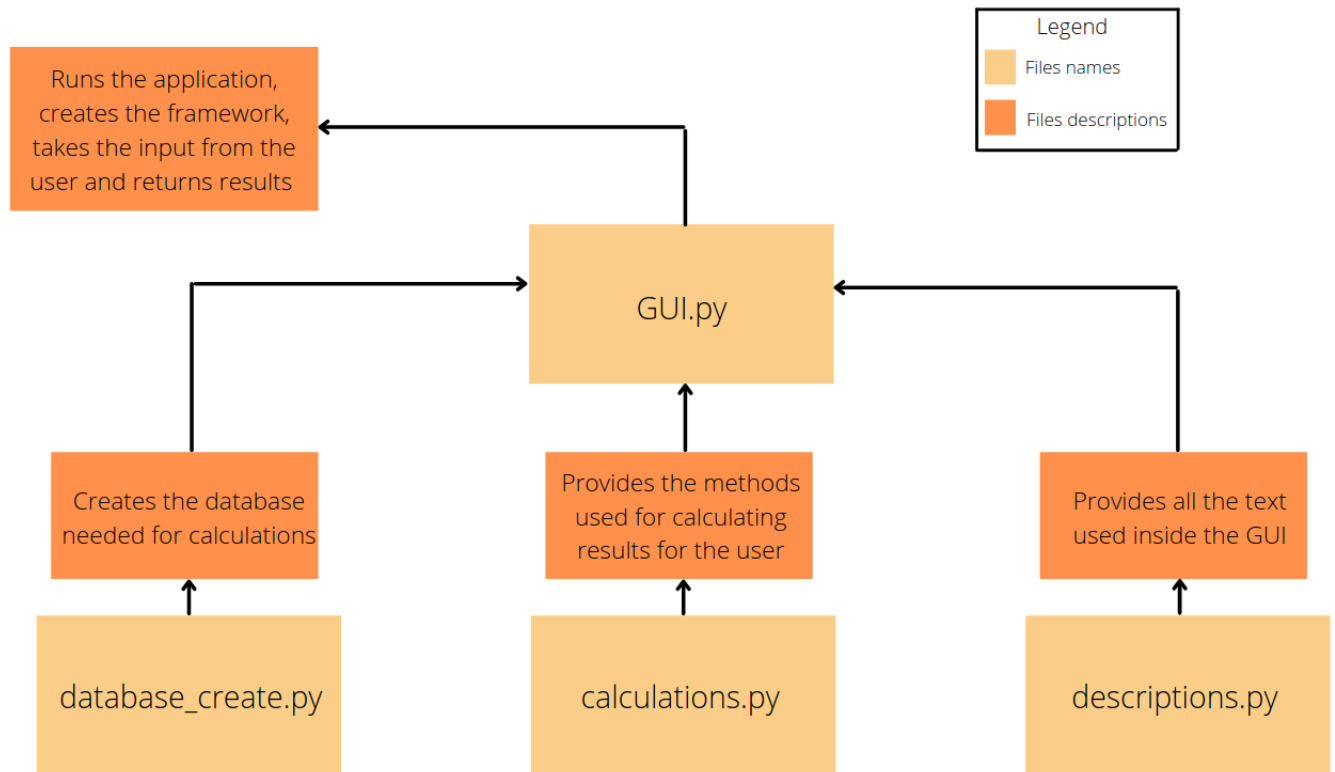 Legend
Files names
Files descriptions
Runs the application,
creates the framework,
takes the input from the
user and returns results
GUI.py
Creates the database
needed for calculations
Provides the methods
used for calculating
results for the user
Provides all the text
used inside the GUI
database_create.py
calculations.py
descriptions.py